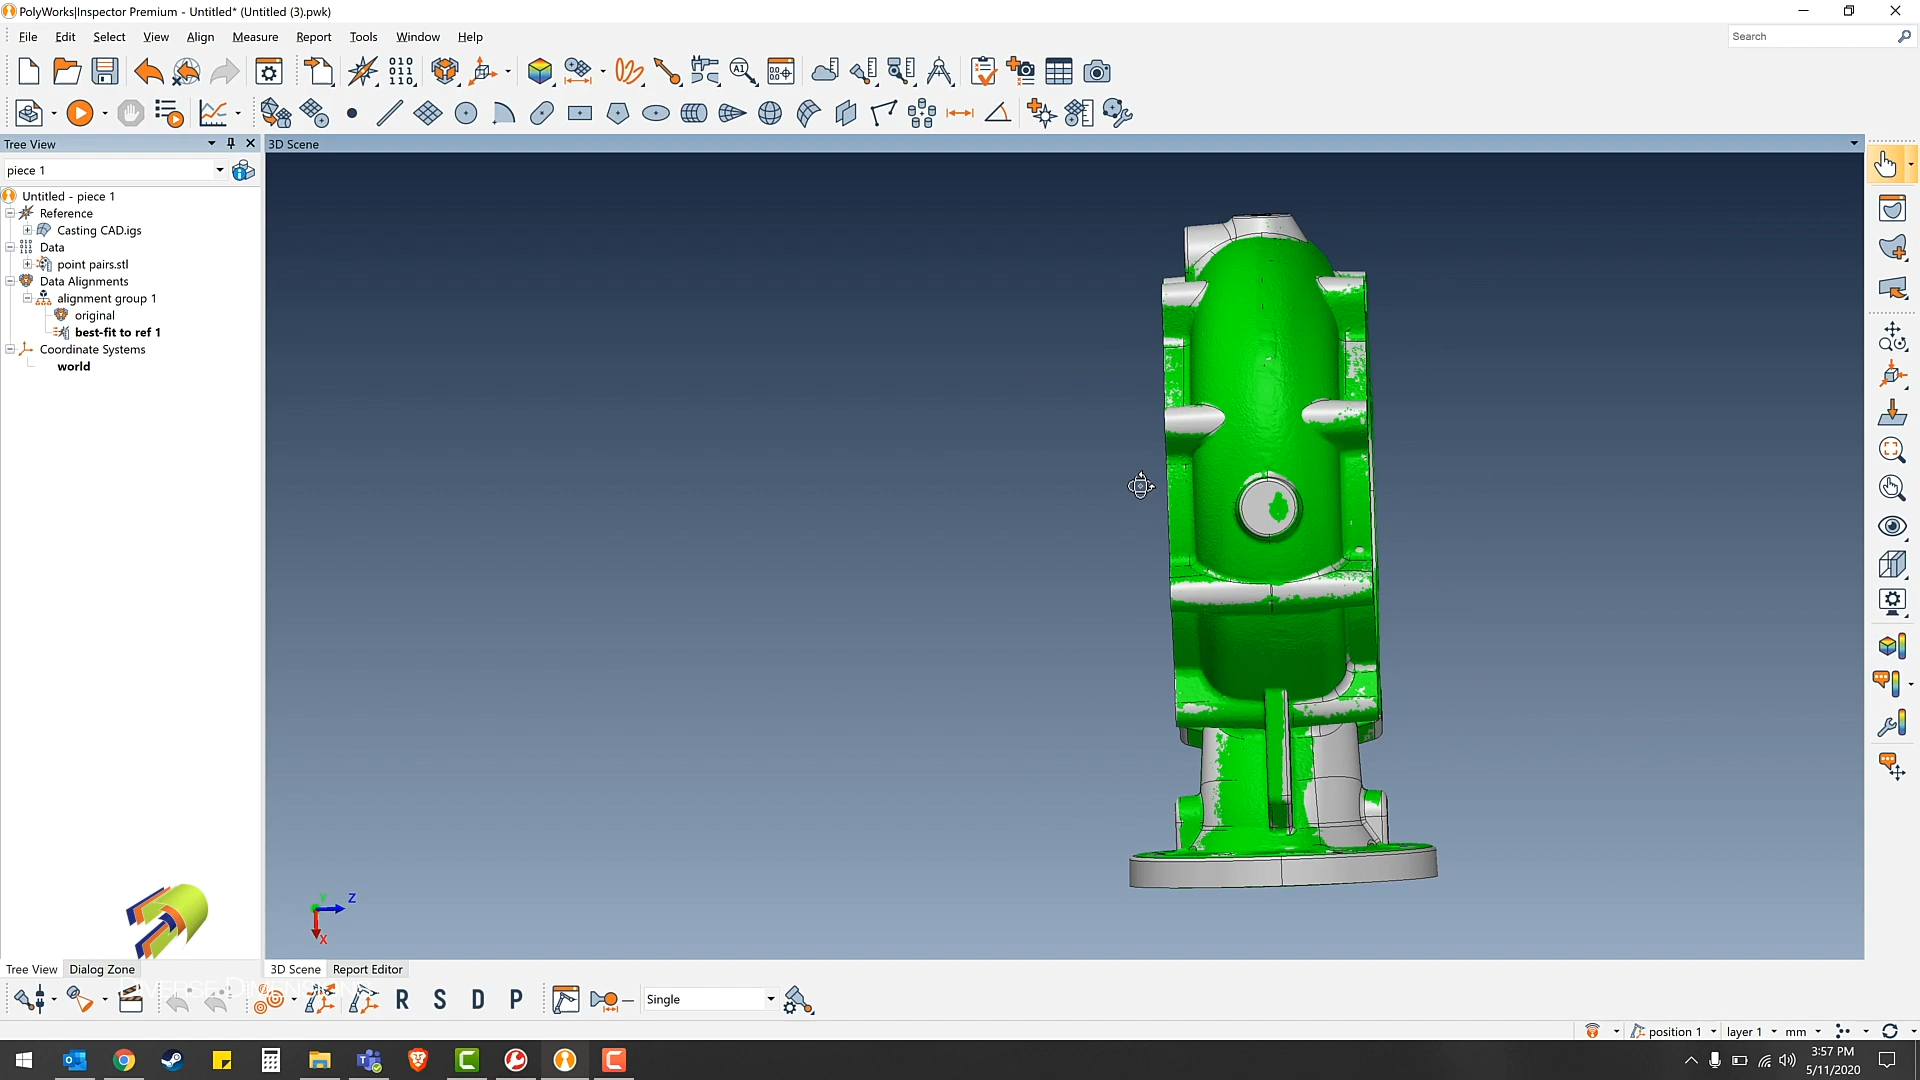 PolyWorks|Inspector Premium - Untitled* (Untitled (3).pwk)
File Edit Select View Align Measure Report Tools Window Help
Search
Tree View
3D Scene
piece 1
Untitled - piece 1
Reference
Casting CAD.igs
Data
point pairs.stl
Data Alignments
alignment group 1
original
best-fit to ref 1
Coordinate Systems
world
Y
Z
X
Tree View Dialog Zone
3D Scene Report Editor
DIVERSE DIMENSIONS
R S D P
Single
position 1 layer 1 mm
3:57 PM
5/11/2020